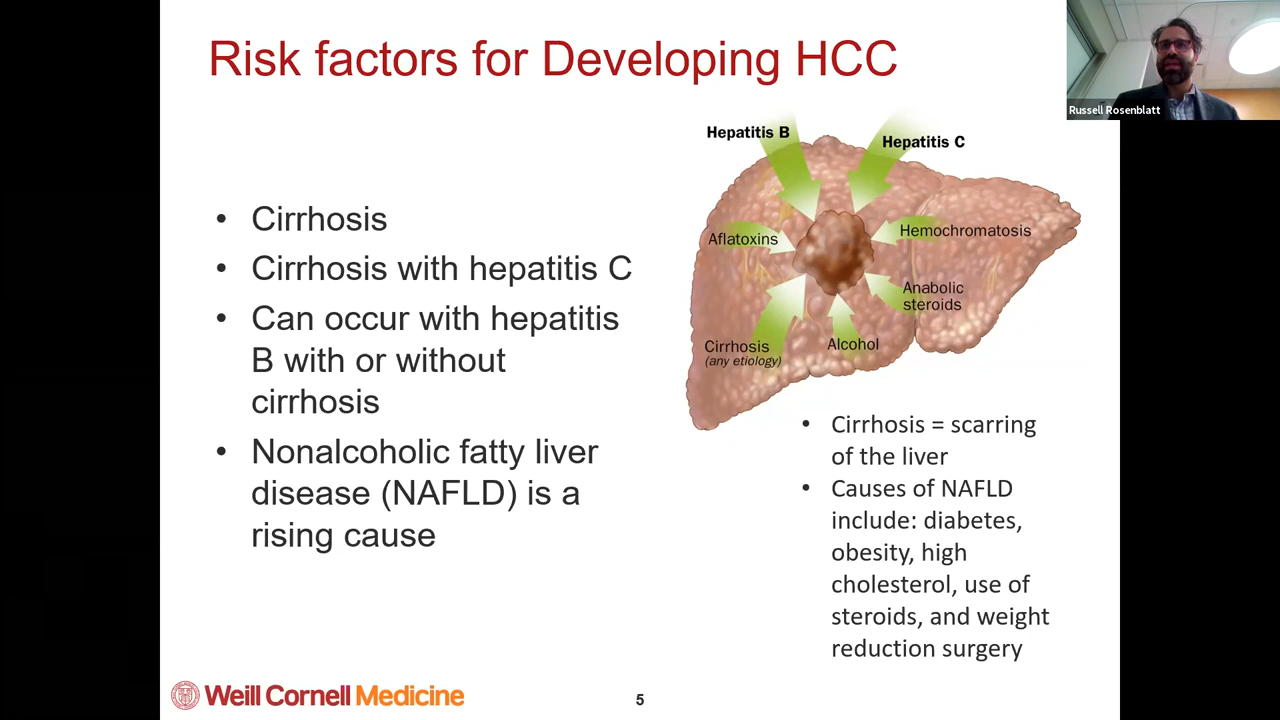 Risk factors for Developing HCC
Russell Rosenblatt
• Cirrhosis
• Cirrhosis with hepatitis C
• Can occur with hepatitis
B with or without
cirrhosis
• Nonalcoholic fatty liver
disease (NAFLD) is a
rising cause
Hepatitis B
Hepatitis C
Aflatoxins
Hemochromatosis
Anabolic
steroids
Cirrhosis
(any etiology)
Alcohol
• Cirrhosis = scarring
of the liver
• Causes of NAFLD
include: diabetes,
obesity, high
cholesterol, use of
steroids, and weight
reduction surgery
Weill Cornell Medicine
5